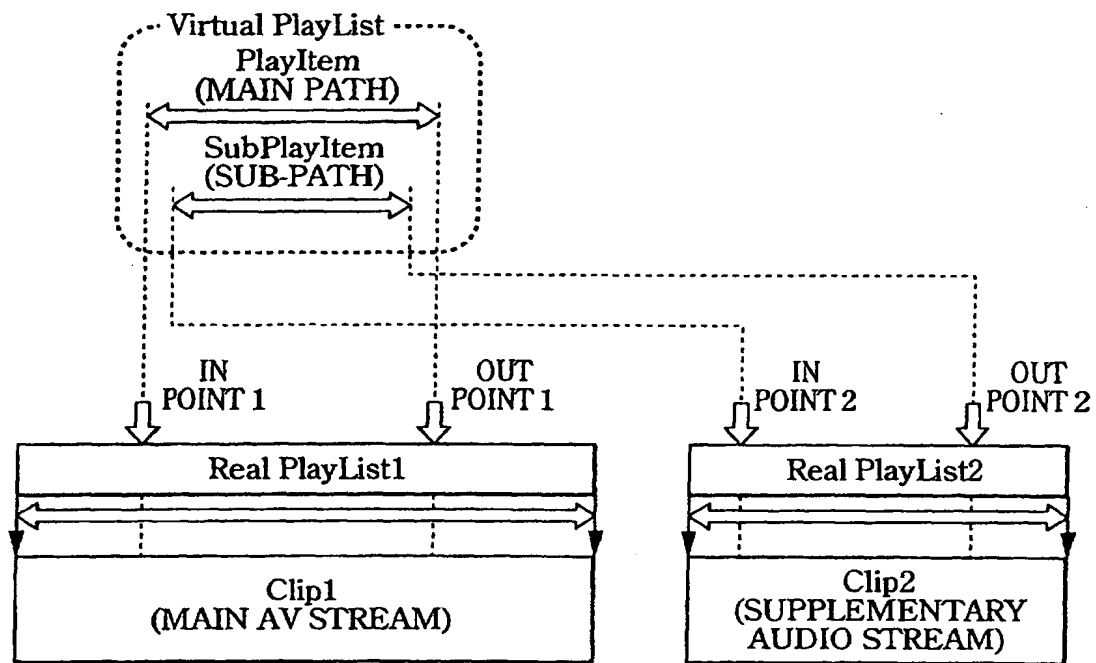 Virtual PlayList
PlayItem
(MAIN PATH)
SubPlayItem
(SUB-PATH)
IN
POINT 1
OUT
POINT 1
IN
POINT 2
OUT
POINT 2
Real PlayList1
Real PlayList2
Clip1
(MAIN AV STREAM)
Clip2
(SUPPLEMENTARY
AUDIO STREAM)